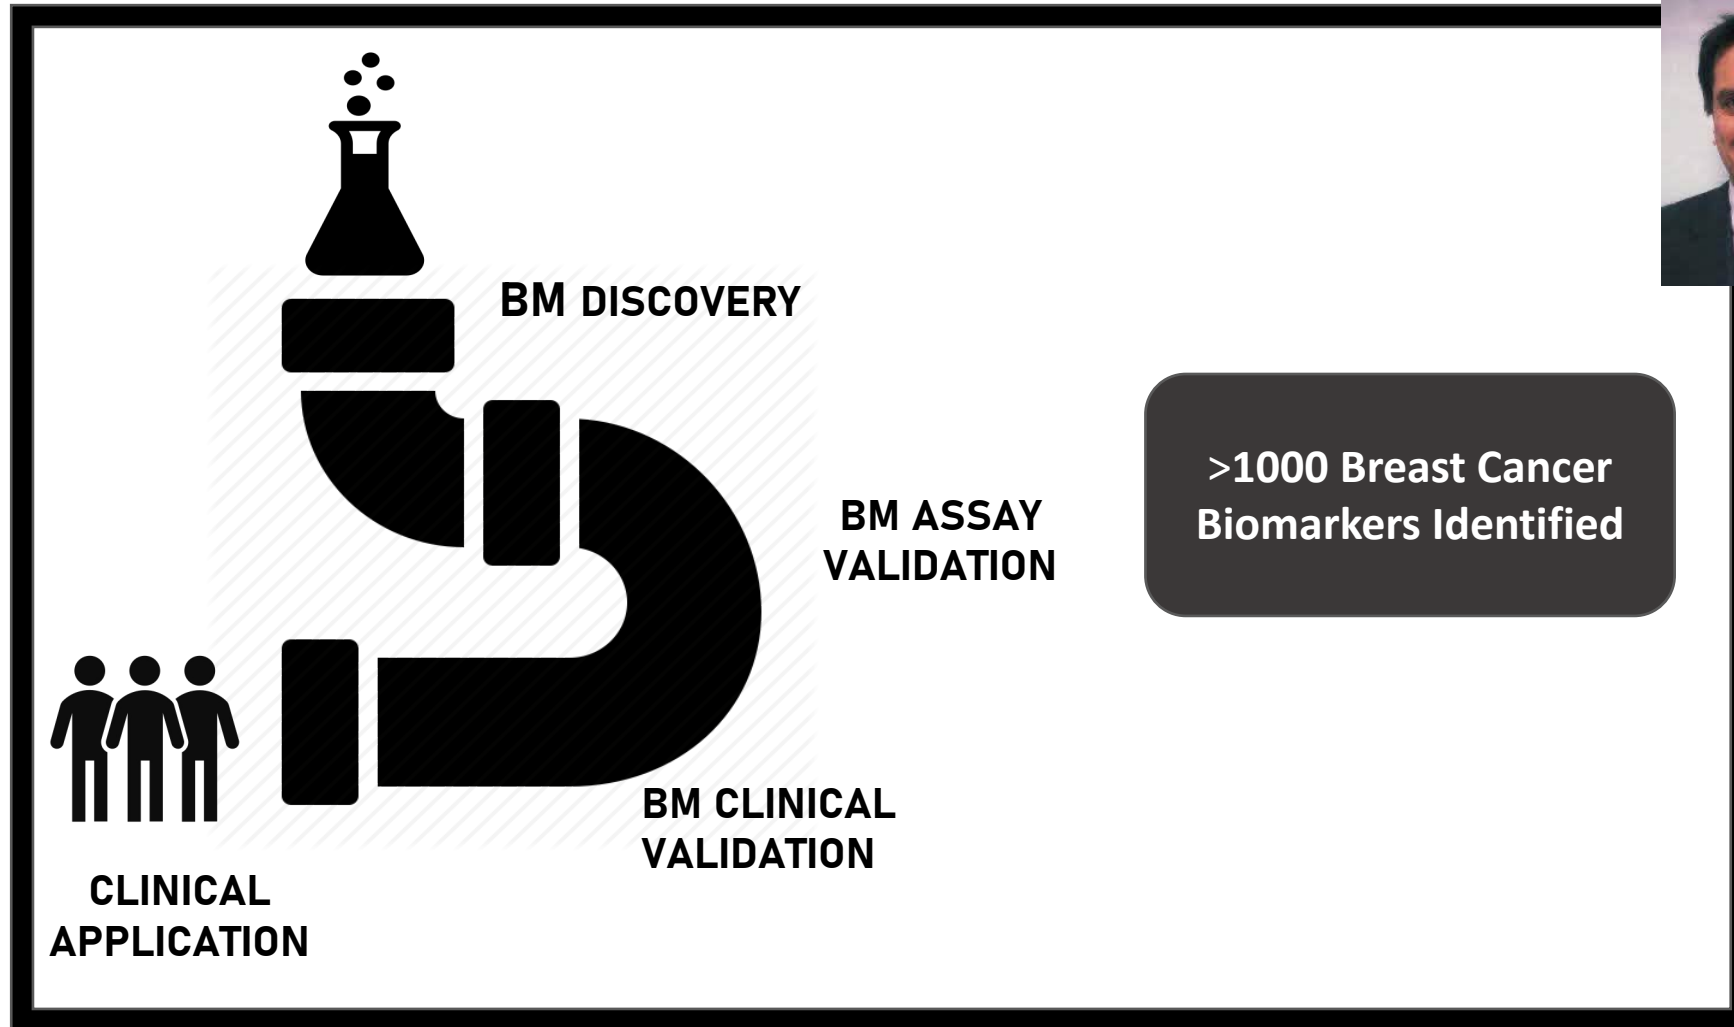 BM DISCOVERY
BM ASSAY
VALIDATION
>1000 Breast Cancer
Biomarkers Identified
BM CLINICAL
VALIDATION
CLINICAL
APPLICATION